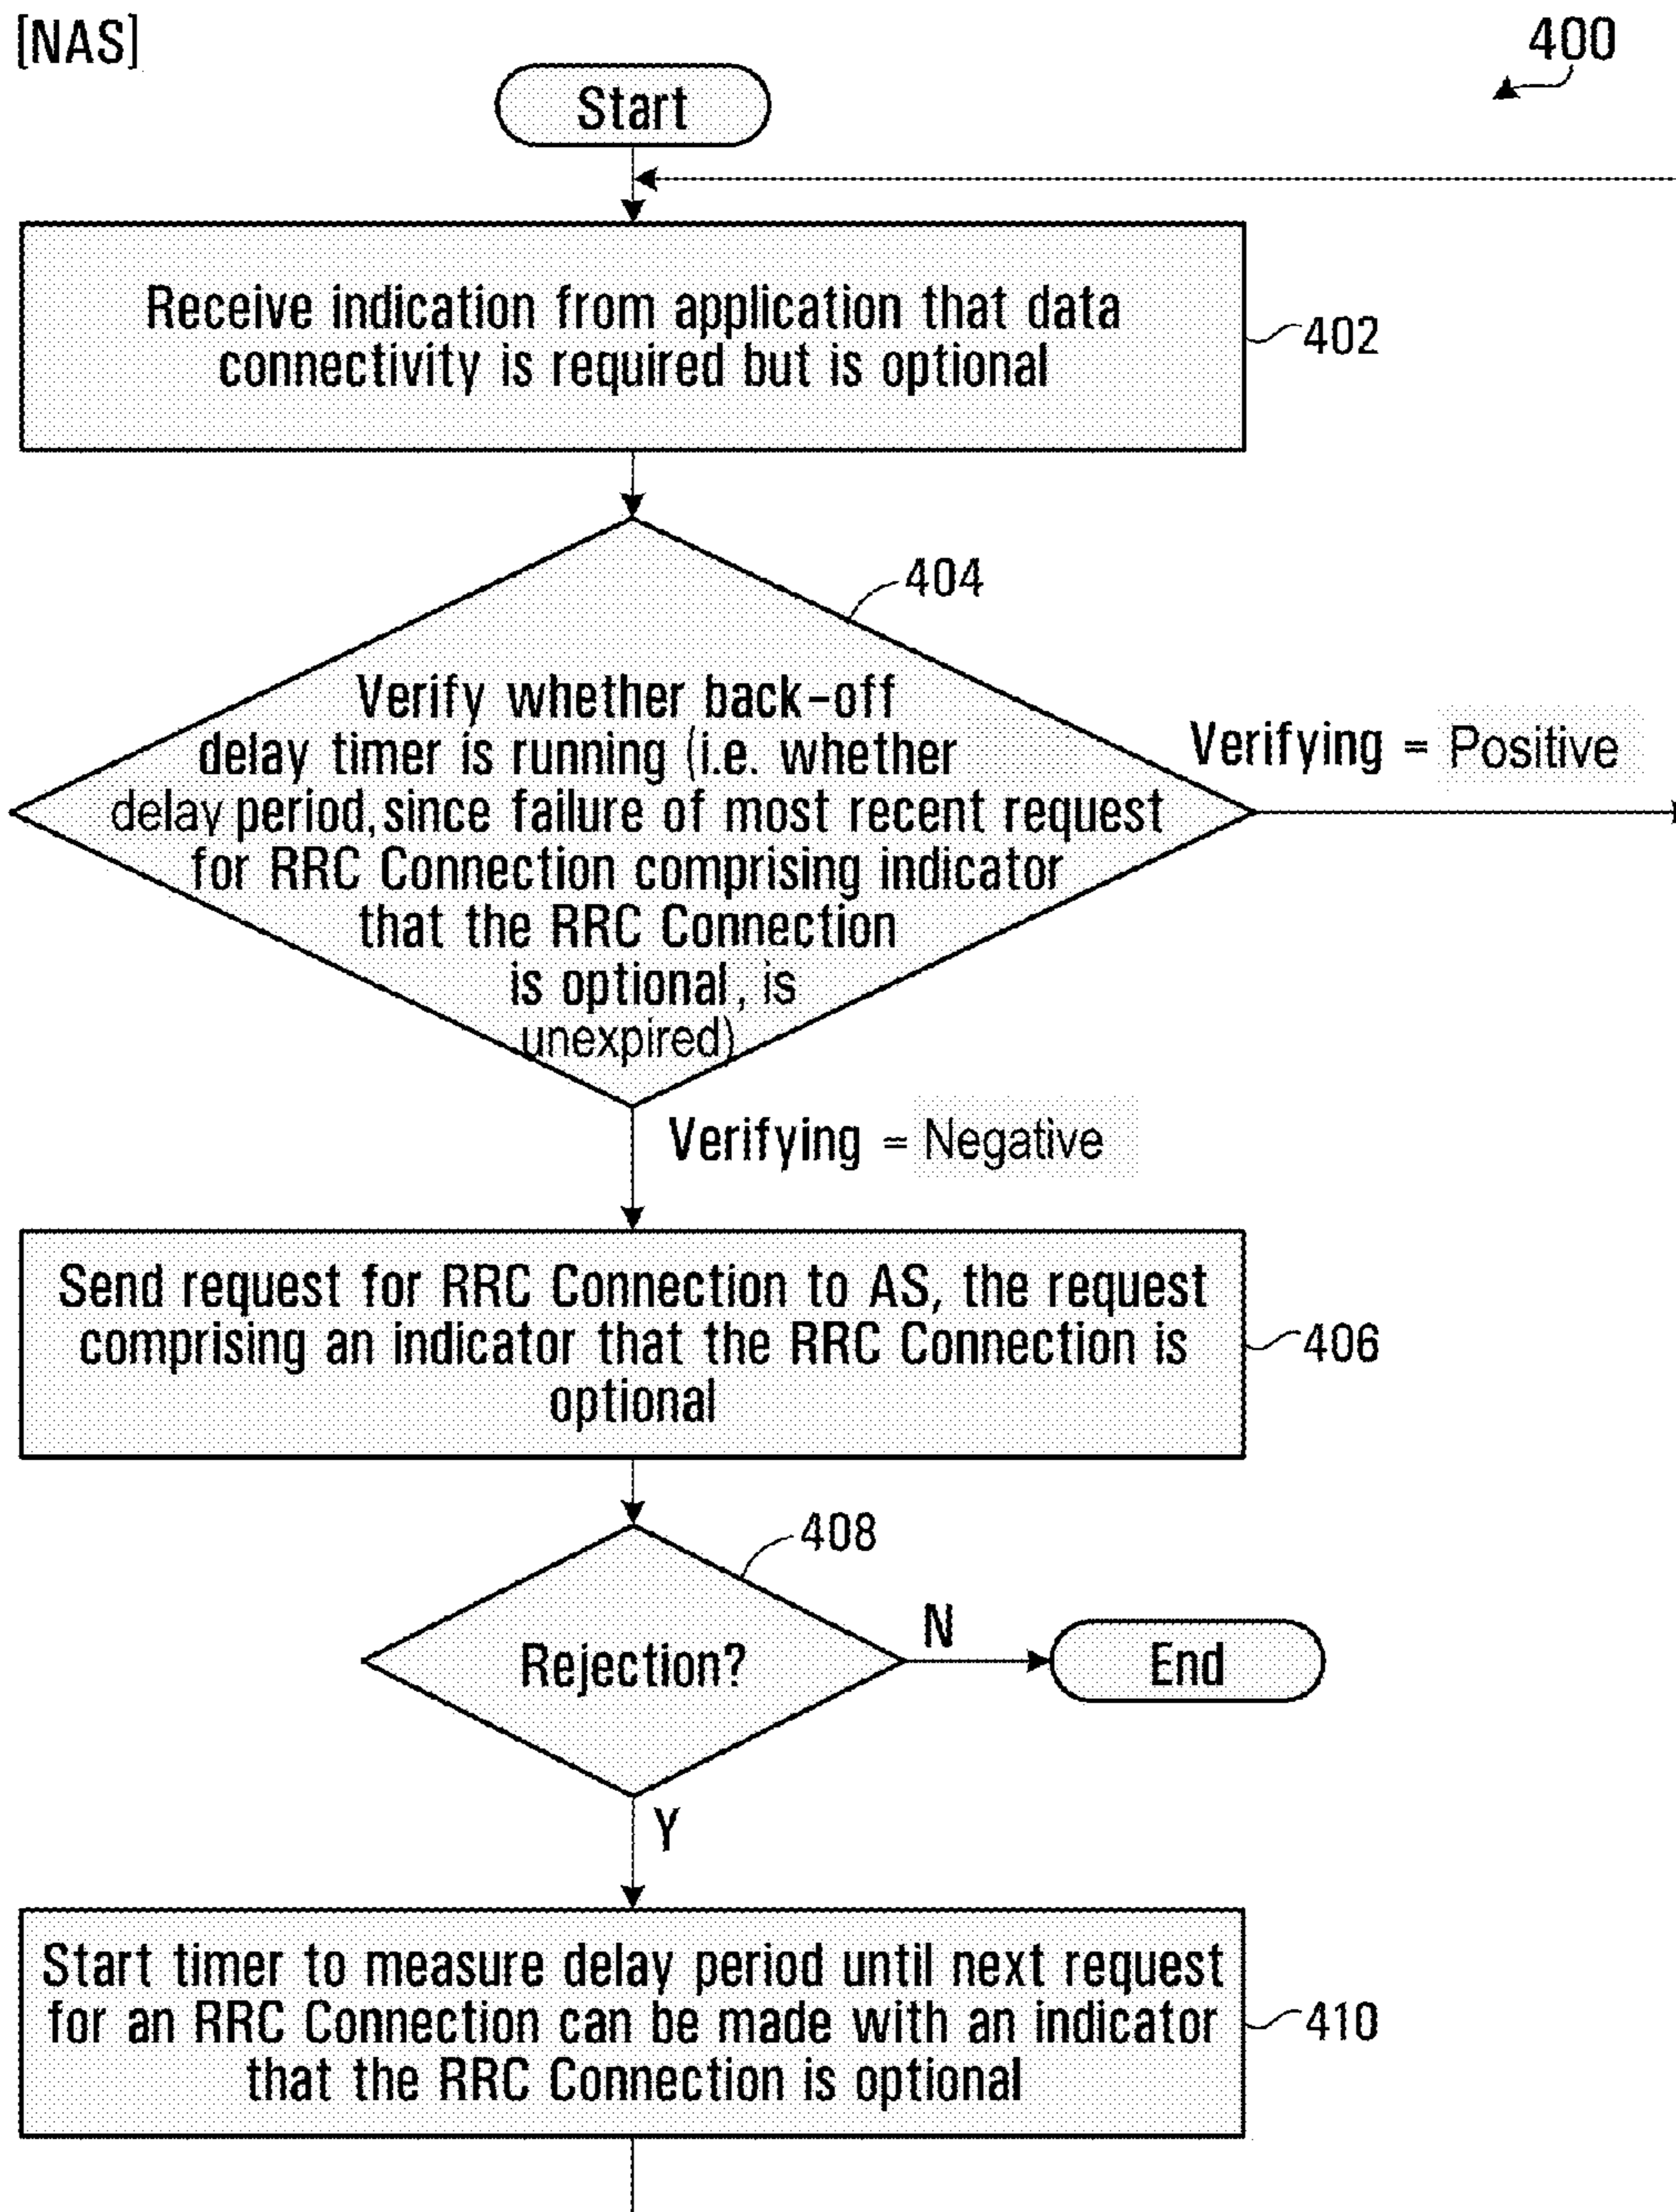 [NAS]
400
Start
Receive indication from application that data
connectivity is required but is optional
402
404
Verify whether back-off
delay timer is running (i.e. whether
delay period, since failure of most recent request
for RRC Connection comprising indicator
that the RRC Connection
is optional, is
unexpired)
Verifying = Positive
Verifying = Negative
Send request for RRC Connection to AS, the request
comprising an indicator that the RRC Connection is
optional
406
408
Rejection?
N
End
Y
Start timer to measure delay period until next request
for an RRC Connection can be made with an indicator
that the RRC Connection is optional
410